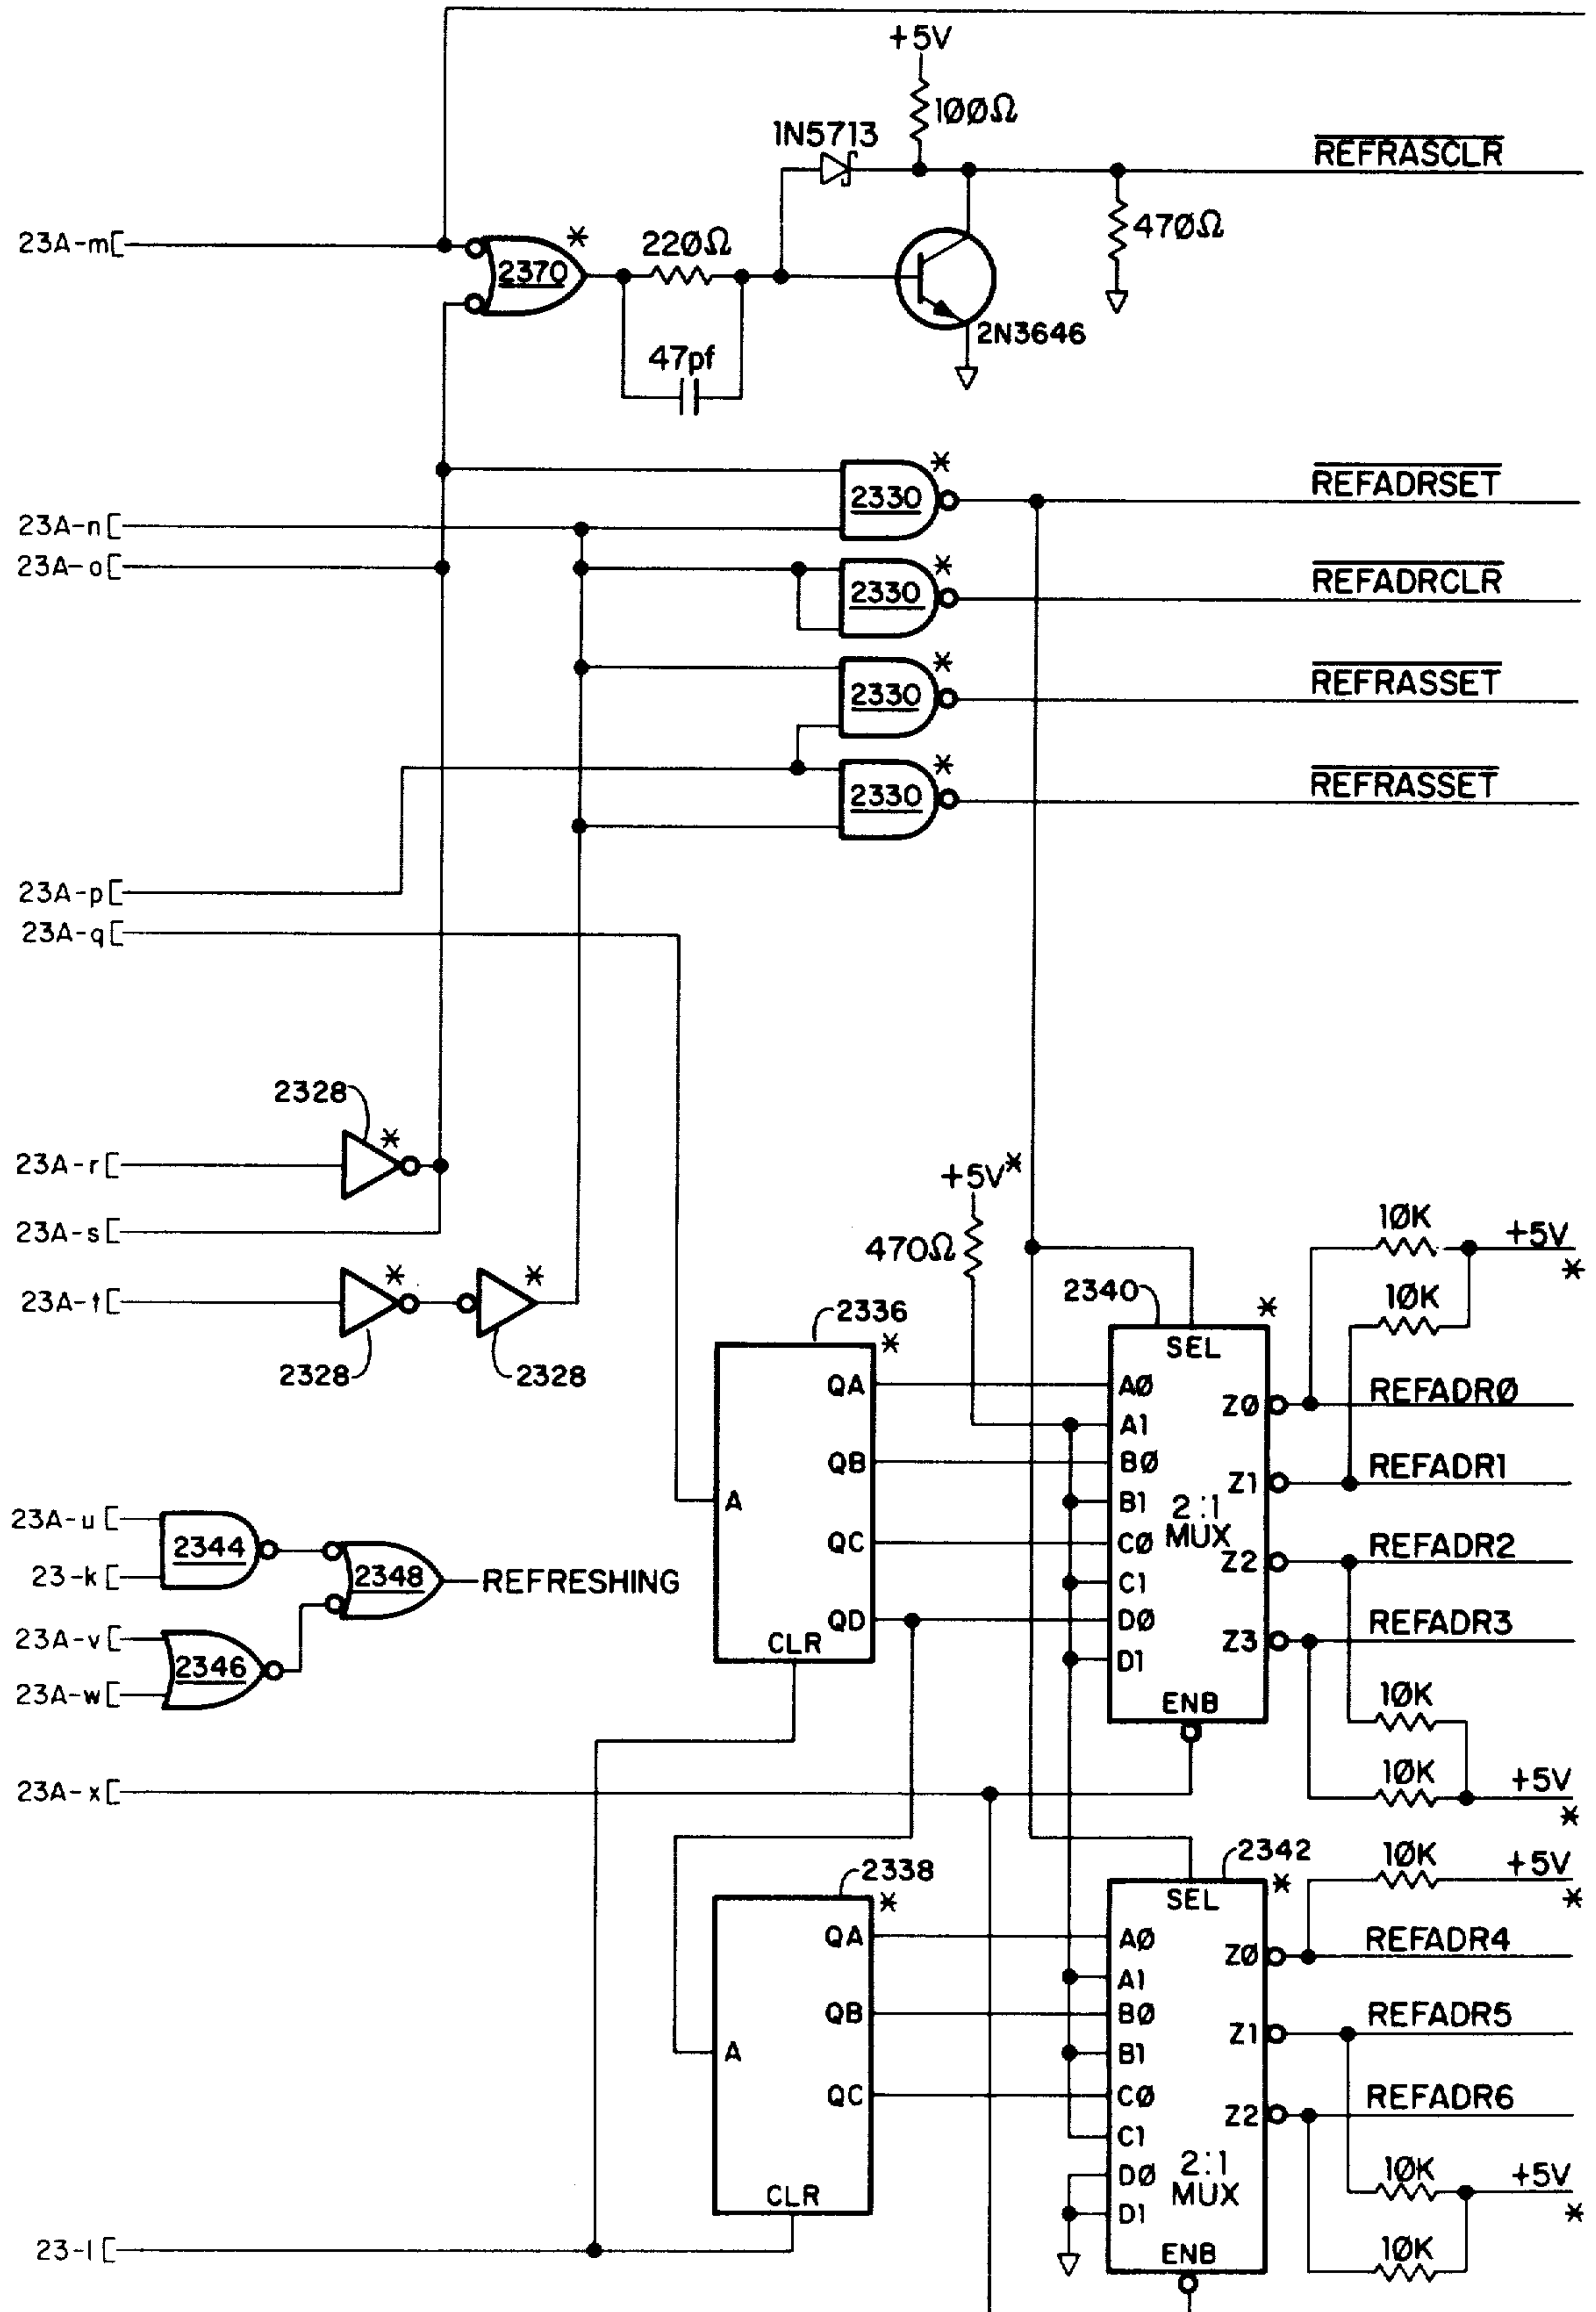 +5V
100Ω
1N5713
REFRASCLR
23A-m
*
2370
220Ω
470Ω
2N3646
47pf
2330
*
REFADRSET
23A-n
23A-o
2330
*
REFADRCLR
2330
*
REFRASSET
2330
*
REFRASSET
23A-p
23A-q
2328
*
23A-r
+5V*
23A-s
470Ω
10K
+5V
*
23A-t
*
*
2328
2328
2336
*
2340
*
10K
SEL
QA
A0
Z0
REFADR0
A1
QB
B0
Z1
REFADR1
A
B1
2:1
MUX
QC
C0
Z2
REFADR2
C1
QD
D0
Z3
REFADR3
CLR
D1
ENB
10K
23A-u
2344
23-k
2348
REFRESHING
23A-v
2346
23A-w
23A-x
10K
+5V
*
2338
*
2342
*
10K
+5V
*
SEL
QA
A0
Z0
REFADR4
A1
QB
B0
Z1
REFADR5
A
B1
QC
C0
Z2
REFADR6
C1
D0
2:1
MUX
10K
+5V
*
CLR
D1
23-l
ENB
10K